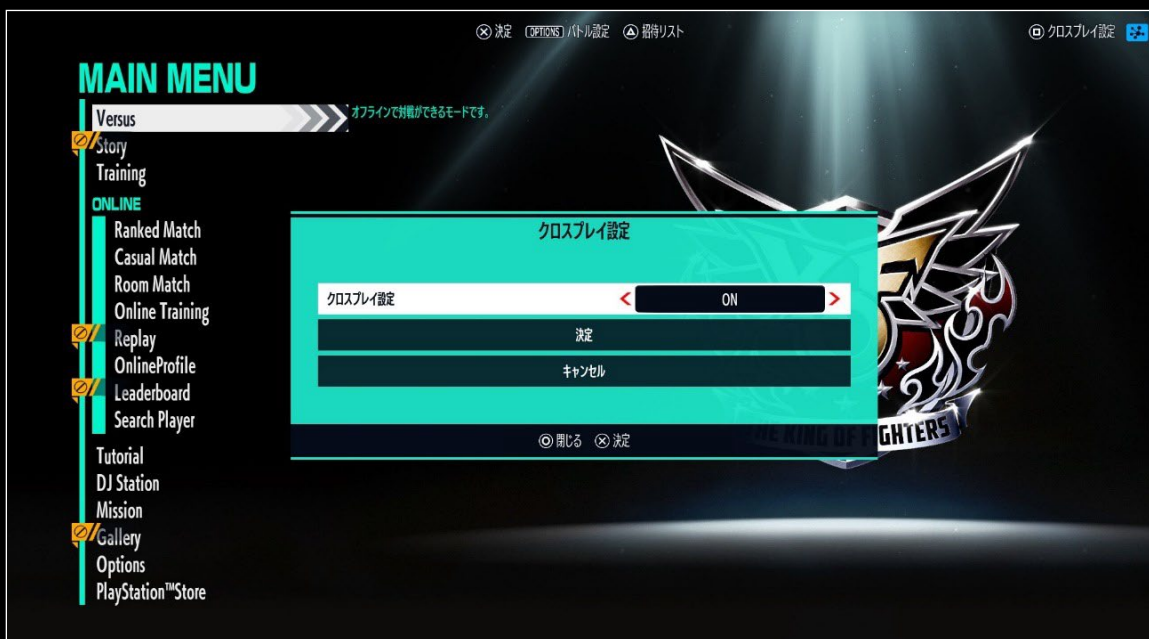 決定 OPTIONS バトル設定 招待リスト
クロスプレイ設定
MAIN MENU
Versus
オフラインで対戦ができるモードです。
Story
Training
ONLINE
Ranked Match
Casual Match
Room Match
Online Training
Replay
OnlineProfile
Leaderboard
Search Player
Tutorial
DJ Station
Mission
Gallery
Options
PlayStation™Store
クロスプレイ設定
クロスプレイ設定 ON
決定
キャンセル
閉じる 決定
THE KING OF FIGHTERS